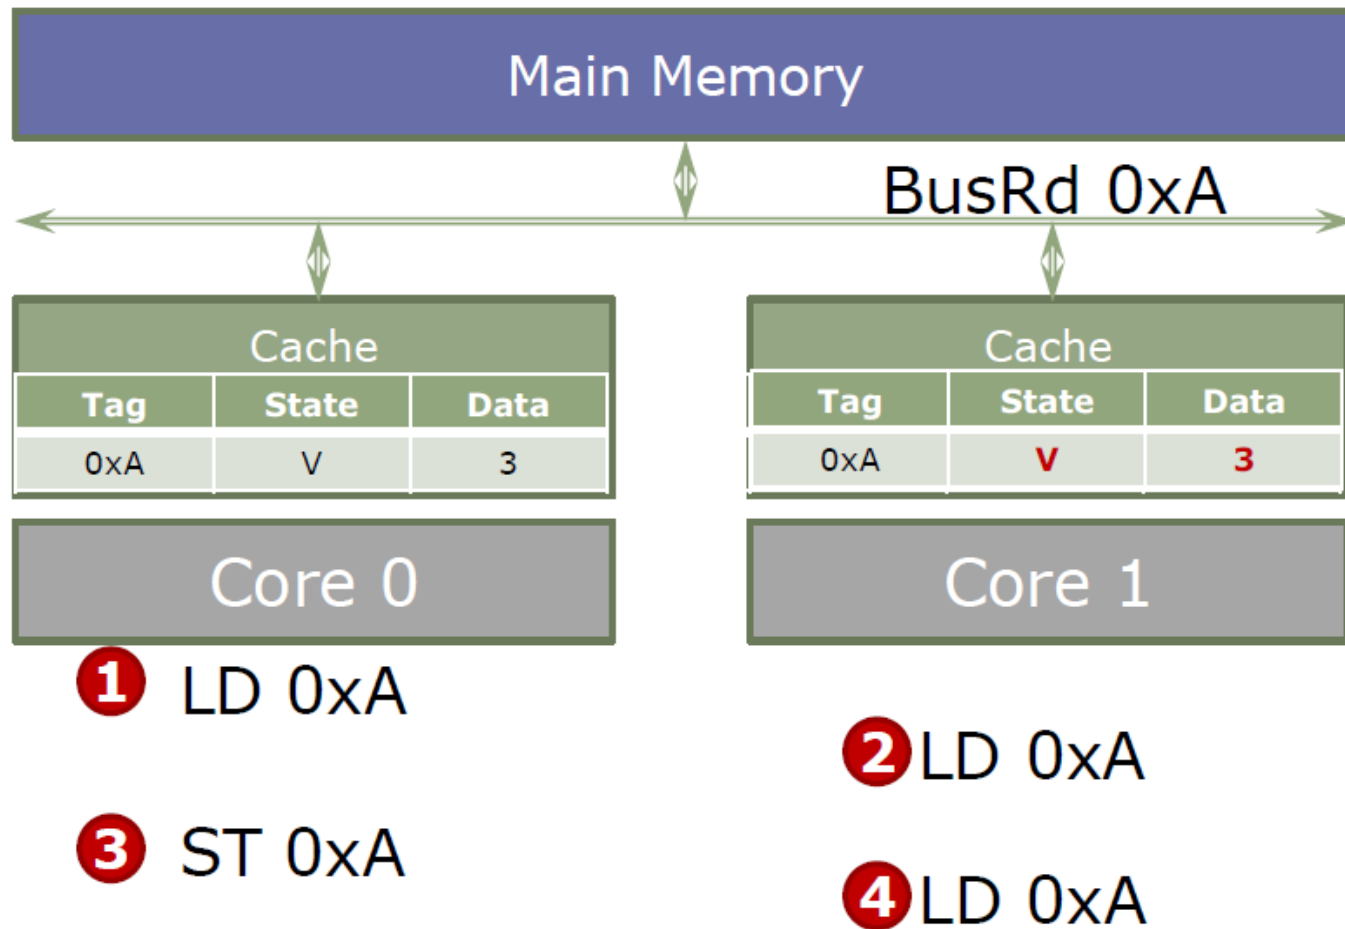 Main Memory
BusRd 0xA
Cache
Tag State Data
0xA V 3
Cache
Tag State Data
0xA V 3
Core 0
Core 1
1 LD 0xA
2 LD 0xA
3 ST 0xA
4 LD 0xA